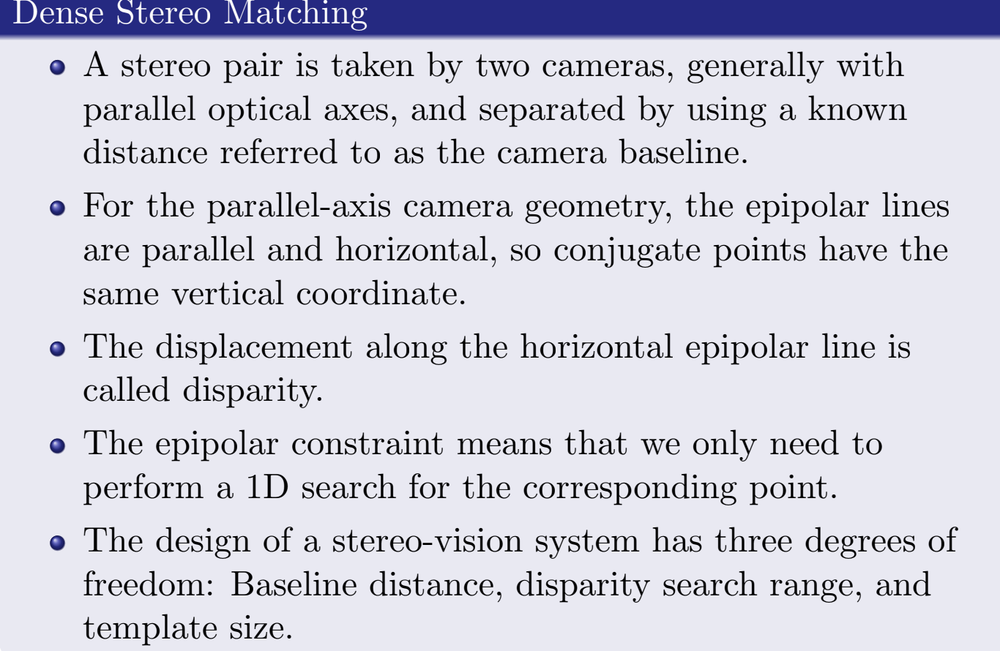 Dense Stereo Matching
A stereo pair is taken by two cameras, generally with
parallel optical axes, and separated by using a known
distance referred to as the camera baseline.
For the parallel-axis camera geometry, the epipolar lines
are parallel and horizontal, so conjugate points have the
same vertical coordinate.
The displacement along the horizontal epipolar line is
called disparity.
The epipolar constraint means that we only need to
perform a 1D search for the corresponding point.
The design of a stereo-vision system has three degrees of
freedom: Baseline distance, disparity search range, and
template size.